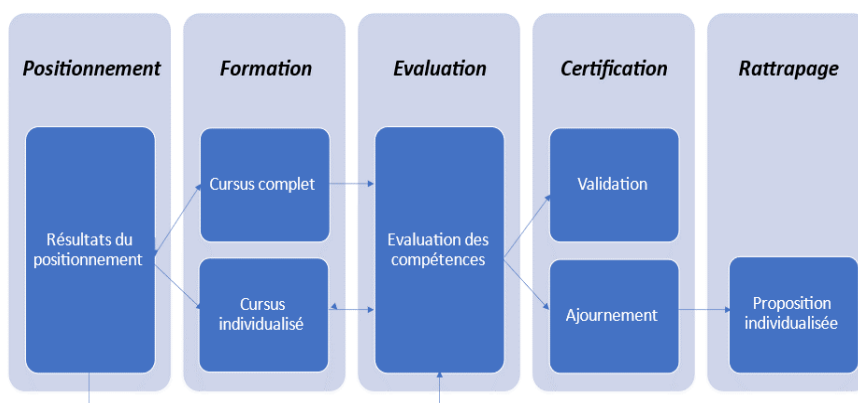 Positionnement
Formation
Evaluation
Certification
Rattrapage
Résultats du
positionnement
Cursus complet
Cursus
individualisé
Evaluation des
compétences
Validation
Ajournement
Proposition
individualisée